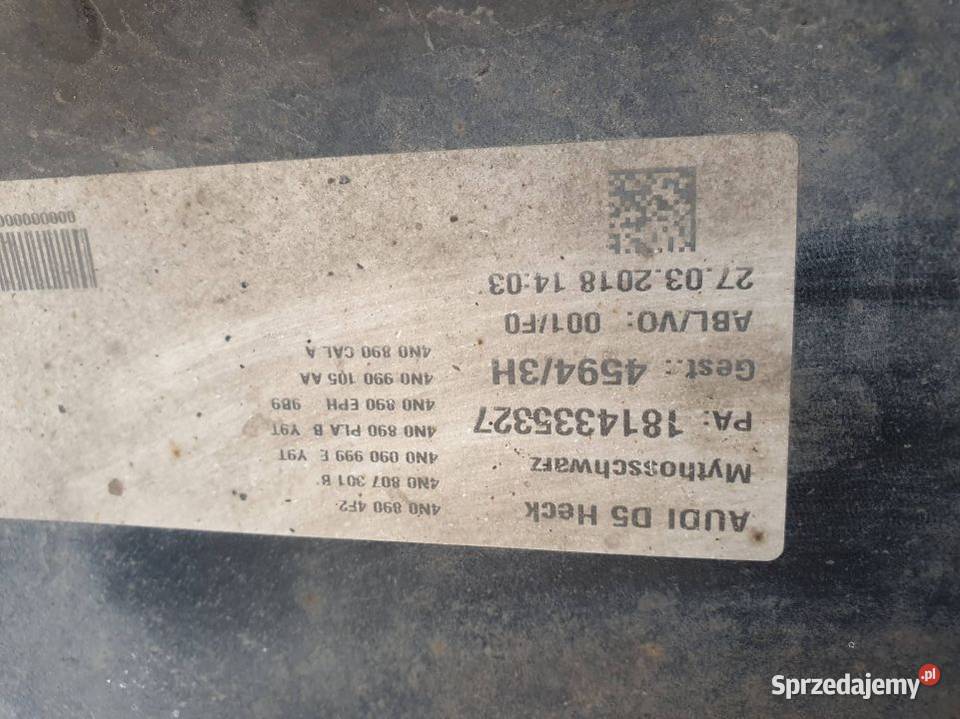 AUDI D5 Heck
Mythosschwarz
PA: 1814335327
Gest.: 4594/3H
ABL/VO: 001/F0
27.03.2018 14:03
4N0 890 4F2
4N0 807 301 B
4N0 090 999 E Y9T
4N0 890 PLA B Y9T
4N0 890 EPH 9B9
4N0 990 105 AA
4N0 890 CAL A
Sprzedajemy.pl